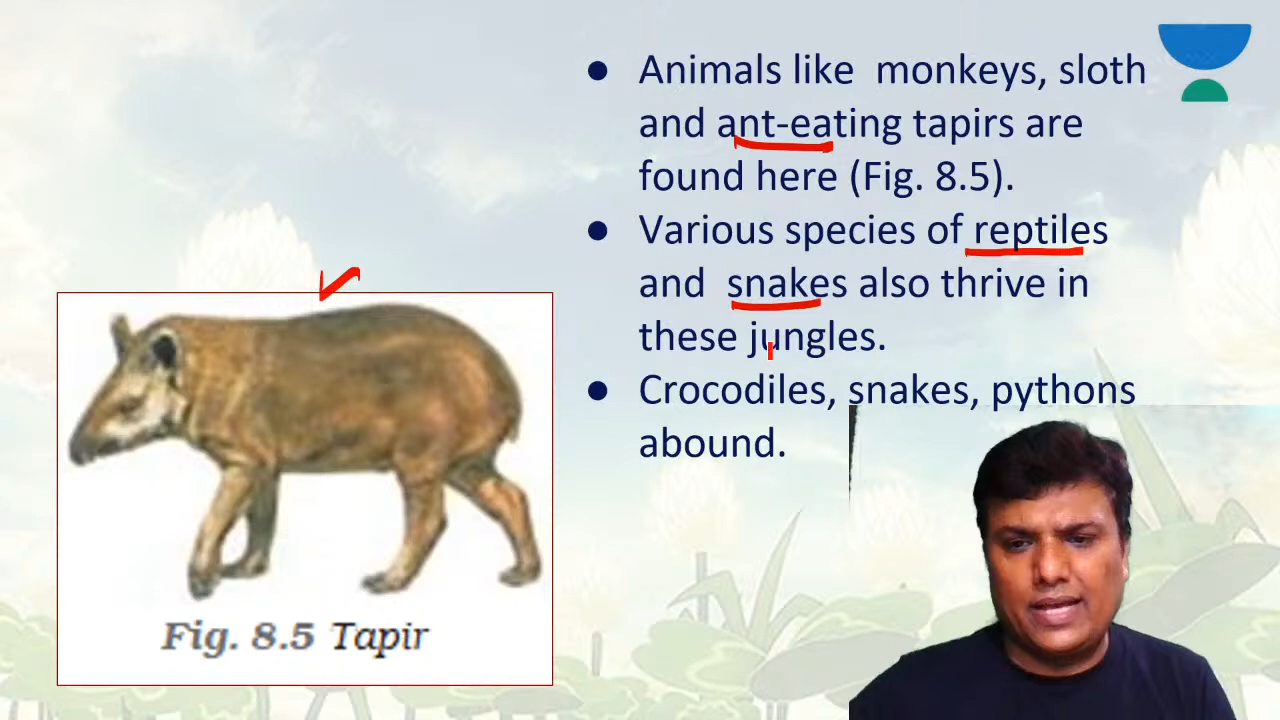 ● Animals like monkeys, sloth
and ant-eating tapirs are
found here (Fig. 8.5).
● Various species of reptiles
and snakes also thrive in
these jungles.
● Crocodiles, snakes, pythons
abound.
Fig. 8.5 Tapir